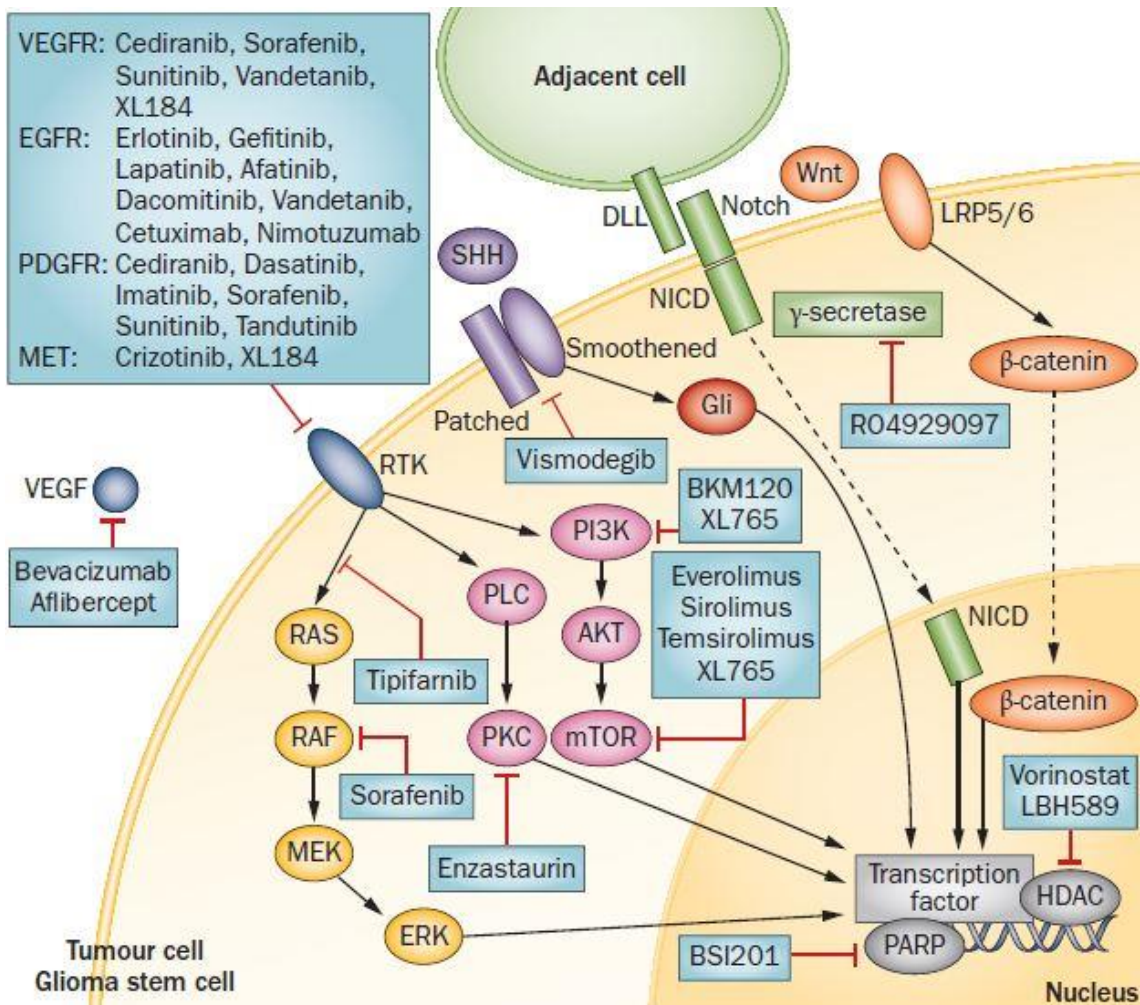 VEGFR: Cediranib, Sorafenib,
Sunitinib, Vandetanib,
XL184
EGFR: Erlotinib, Gefitinib,
Lapatinib, Afatinib,
Dacomitinib, Vandetanib,
Cetuximab, Nimotuzumab
PDGFR: Cediranib, Dasatinib,
Imatinib, Sorafenib,
Sunitinib, Tandutinib
MET: Crizotinib, XL184
Adjacent cell
DLL
Notch
NICD
Wnt
LRP5/6
SHH
Smoothened
Patched
Gli
Vismodegib
γ-secretase
RO4929097
β-catenin
RTK
VEGF
Bevacizumab
Aflibercept
PI3K
BKM120
XL765
PLC
AKT
Everolimus
Sirolimus
Temsirolimus
XL765
RAS
Tipifarnib
NICD
β-catenin
RAF
PKC
mTOR
Sorafenib
Vorinostat
LBH589
MEK
Enzastaurin
Transcription
factor
HDAC
ERK
BSI201
PARP
Tumour cell
Glioma stem cell
Nucleus